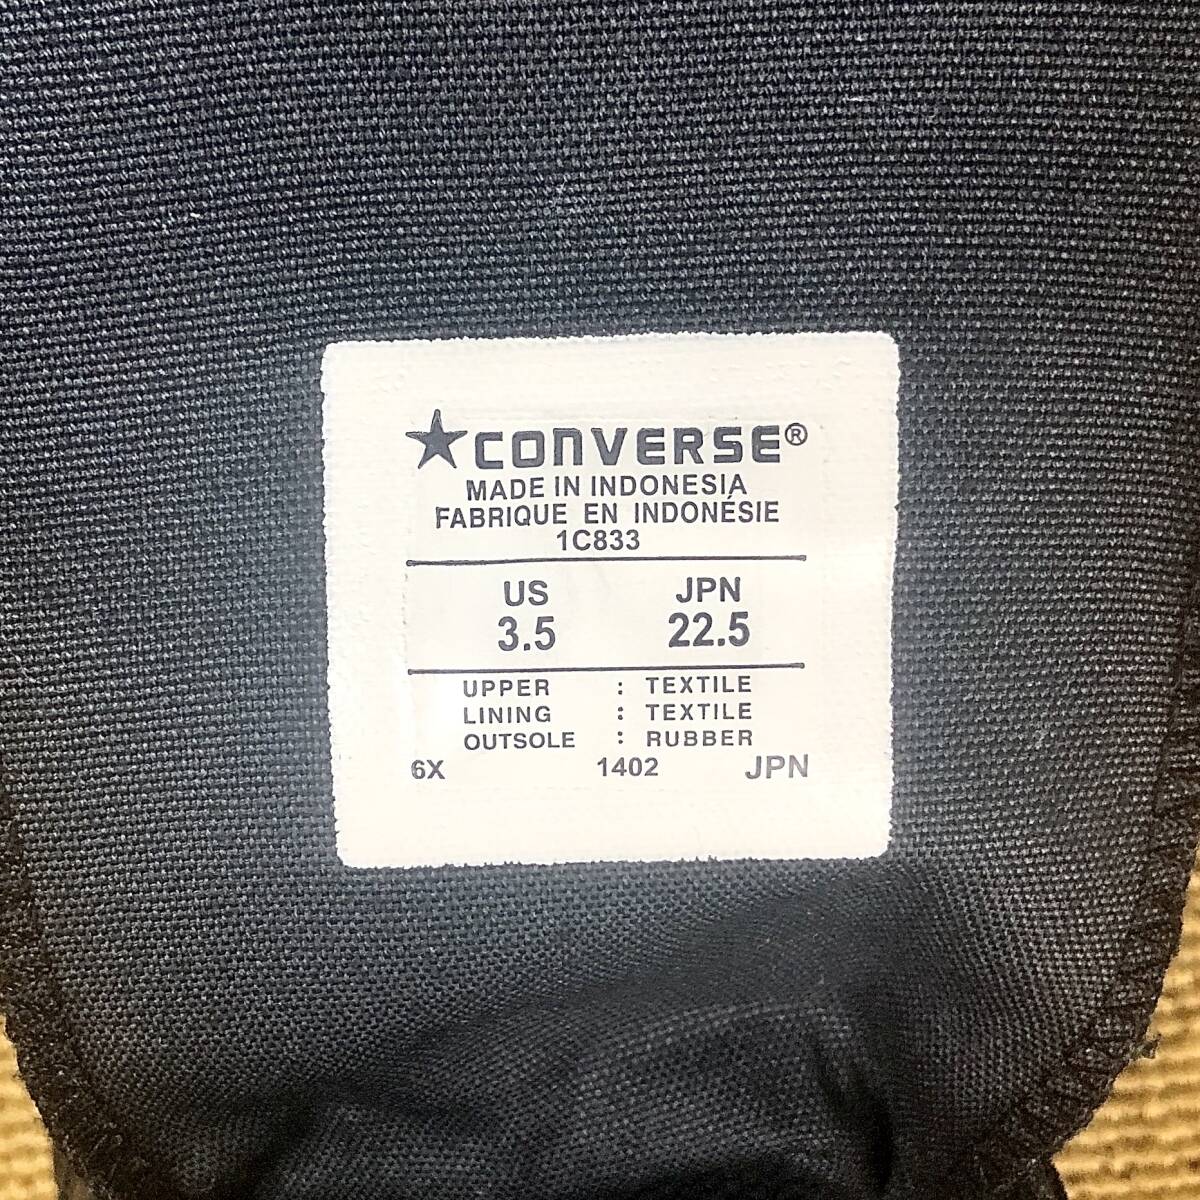 ★CONVERSE®
MADE IN INDONESIA
FABRIQUE EN INDONÉSIE
1C833
US JPN
3.5 22.5
UPPER : TEXTILE
LINING : TEXTILE
OUTSOLE : RUBBER
6X 1402 JPN